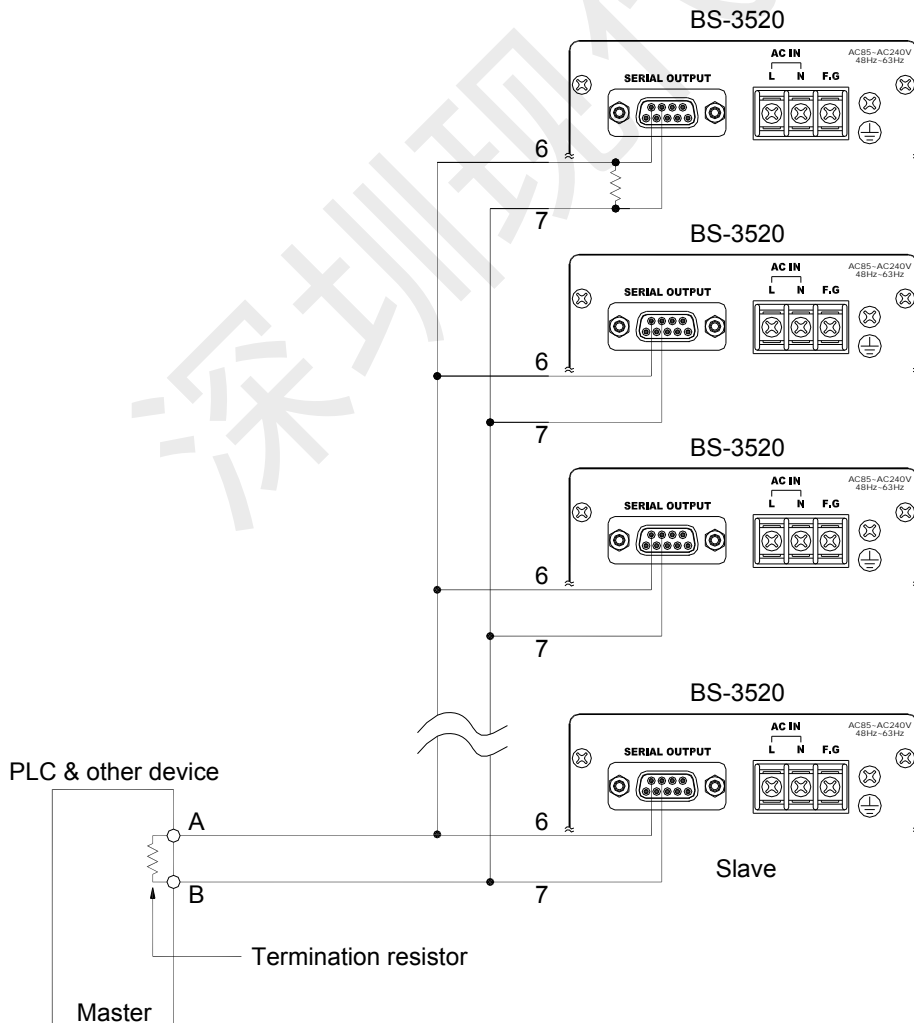 深圳现代
BS-3520
AC IN
AC85~AC240V
48Hz~63Hz
L N F.G
SERIAL OUTPUT
6
7
BS-3520
AC IN
AC85~AC240V
48Hz~63Hz
L N F.G
SERIAL OUTPUT
6
7
BS-3520
AC IN
AC85~AC240V
48Hz~63Hz
L N F.G
SERIAL OUTPUT
6
7
BS-3520
AC IN
AC85~AC240V
48Hz~63Hz
L N F.G
SERIAL OUTPUT
PLC & other device
A
6
B
7
Slave
Termination resistor
Master